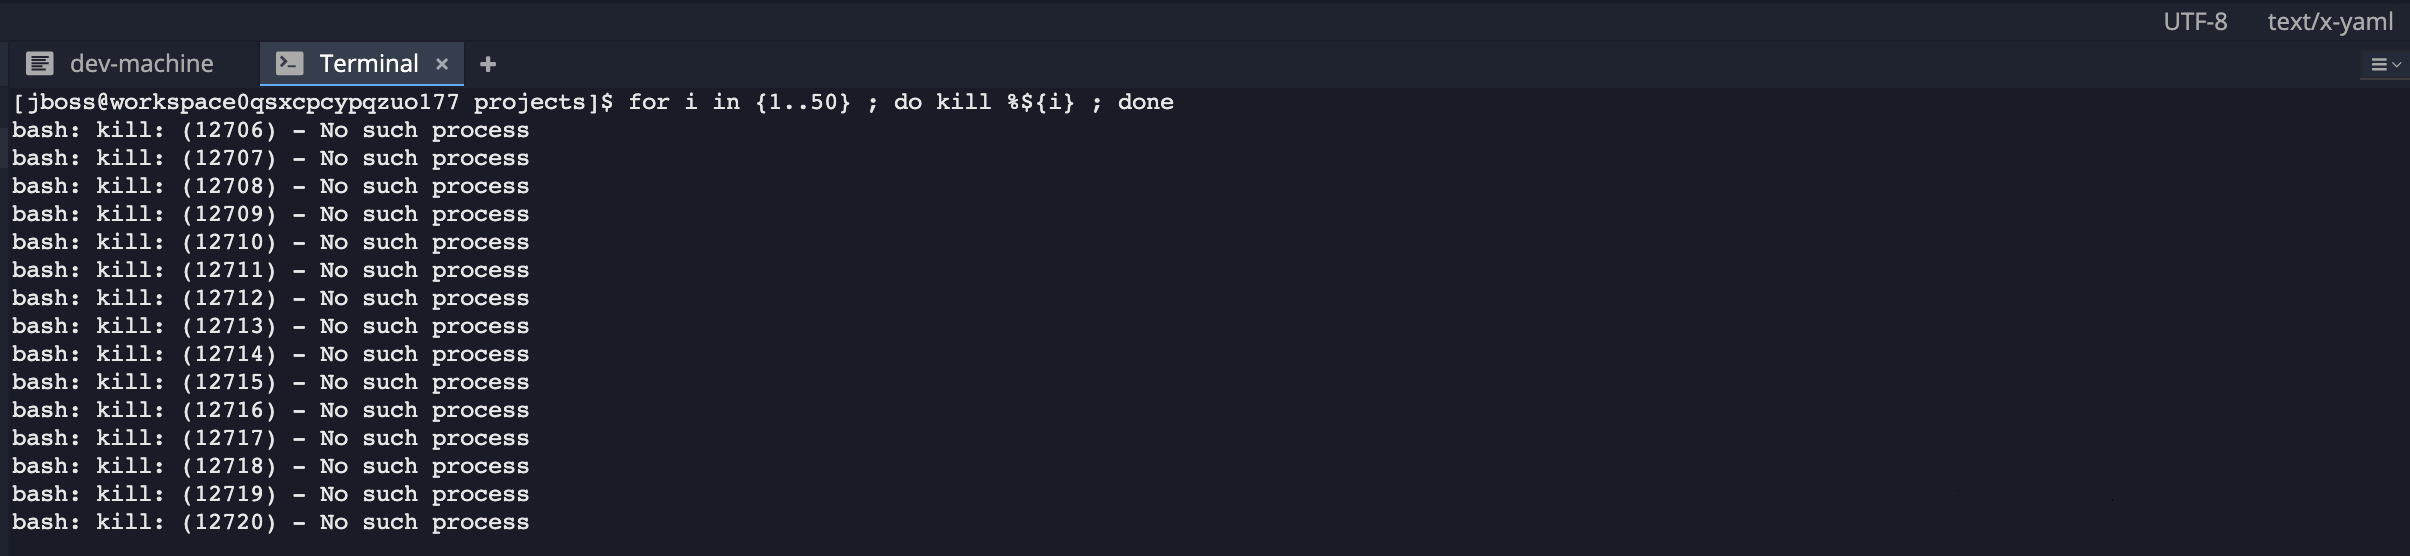 UTF-8 text/x-yaml
dev-machine Terminal × +
[jboss@workspace0qsxcpcypqzuo177 projects]$ for i in {1..50} ; do kill %${i} ; done
bash: kill: (12706) - No such process
bash: kill: (12707) - No such process
bash: kill: (12708) - No such process
bash: kill: (12709) - No such process
bash: kill: (12710) - No such process
bash: kill: (12711) - No such process
bash: kill: (12712) - No such process
bash: kill: (12713) - No such process
bash: kill: (12714) - No such process
bash: kill: (12715) - No such process
bash: kill: (12716) - No such process
bash: kill: (12717) - No such process
bash: kill: (12718) - No such process
bash: kill: (12719) - No such process
bash: kill: (12720) - No such process